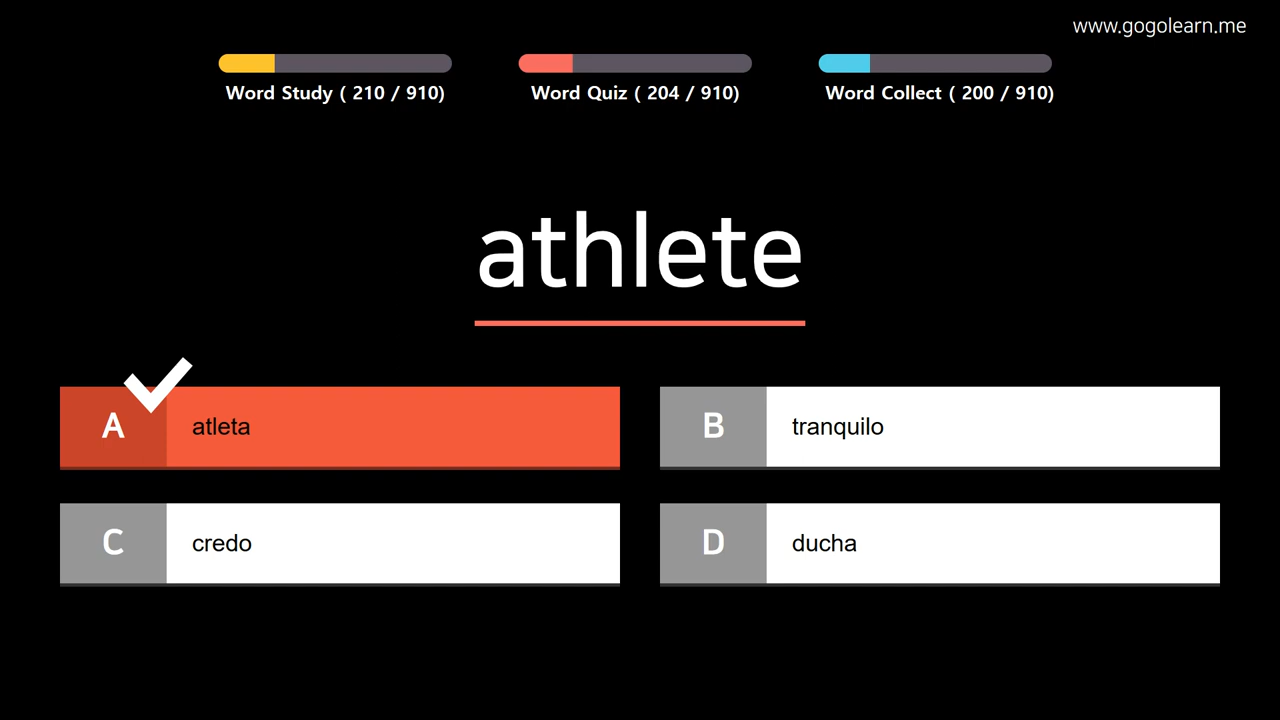 www.gogolearn.me
Word Study ( 210 / 910)
Word Quiz ( 204 / 910)
Word Collect ( 200 / 910)
athlete
A atleta
B tranquilo
C credo
D ducha